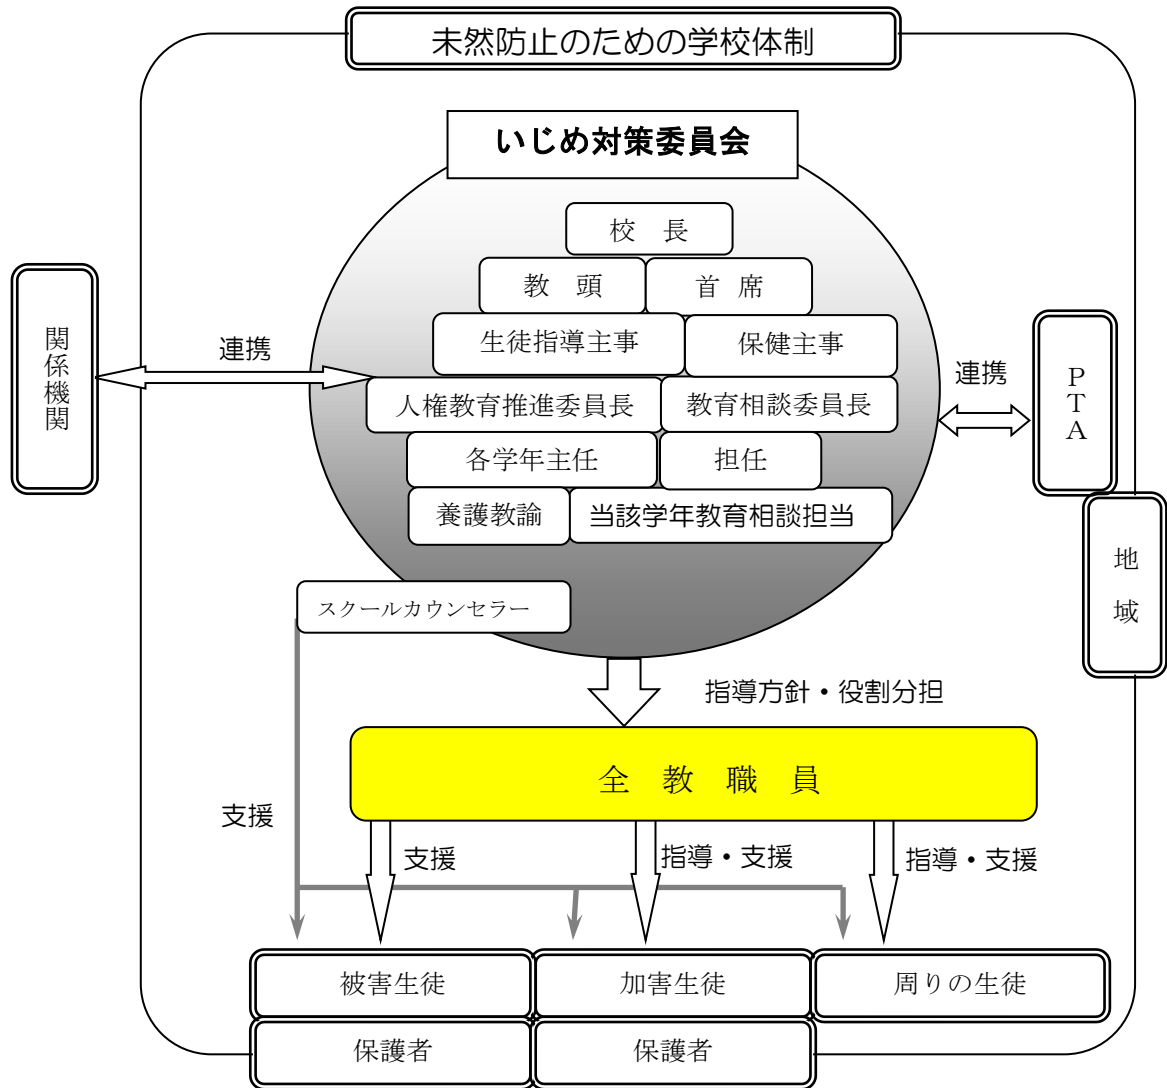 未然防止のための学校体制
いじめ対策委員会
校　長
教　頭
首　席
生徒指導主事
保健主事
人権教育推進委員長
教育相談委員長
各学年主任
担任
養護教諭
当該学年教育相談担当
スクールカウンセラー
関係機関
連携
連携
ＰＴＡ
地域
指導方針・役割分担
全　教　職　員
支援
支援
指導・支援
指導・支援
被害生徒
加害生徒
周りの生徒
保護者
保護者